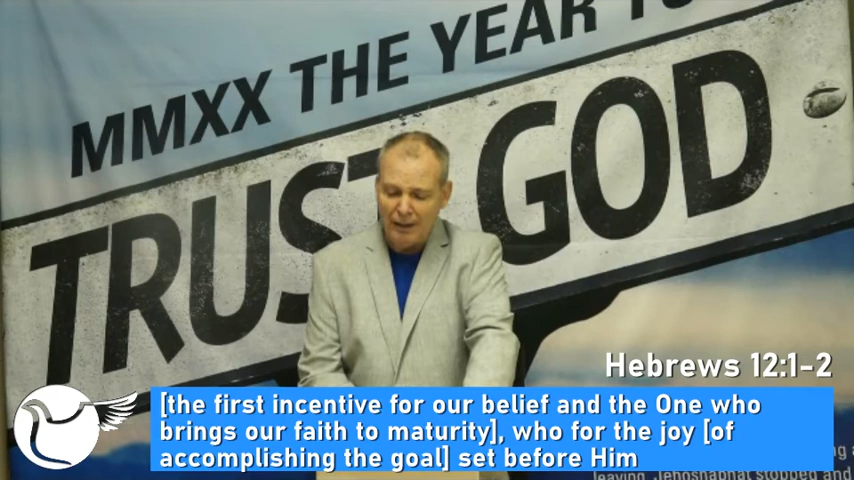 MMXX THE YEAR TO
TRUST GOD
Hebrews 12:1-2
[the first incentive for our belief and the One who
brings our faith to maturity], who for the joy [of
accomplishing the goal] set before Him
leaving, Jehoshaphat stopped and